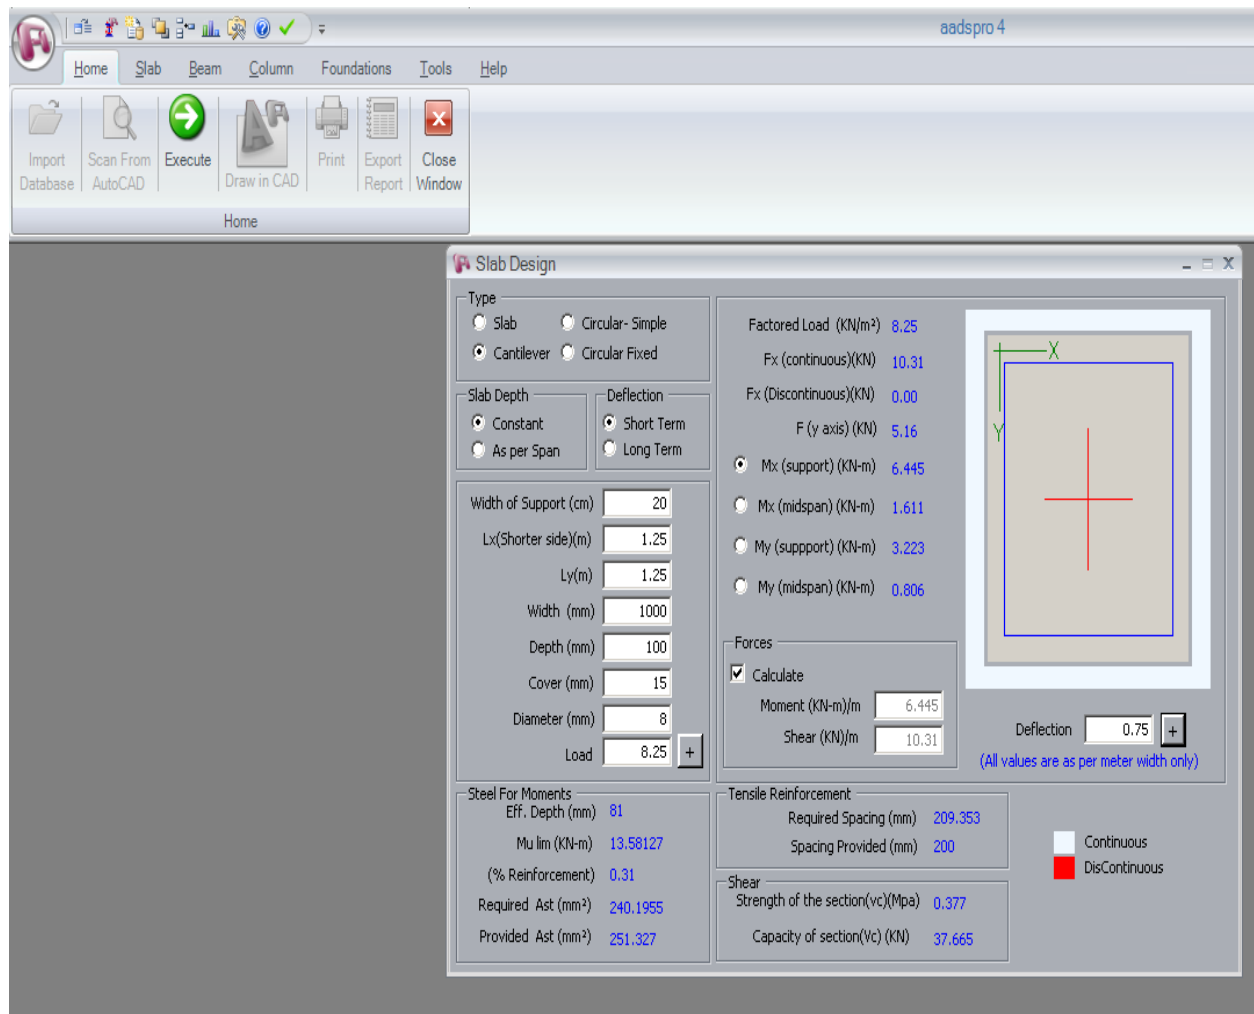 aadspro 4
Home Slab Beam Column Foundations Tools Help
Import Database
Scan From AutoCAD
Execute
Draw in CAD
Print
Export Report
Close Window
Home
Slab Design
Type
Slab Circular- Simple
Cantilever Circular Fixed
Slab Depth
Constant
As per Span
Deflection
Short Term
Long Term
Width of Support (cm) 20
Lx(Shorter side)(m) 1.25
Ly(m) 1.25
Width (mm) 1000
Depth (mm) 100
Cover (mm) 15
Diameter (mm) 8
Load 8.25 +
Factored Load (KN/m²) 8.25
Fx (continuous)(KN) 10.31
Fx (Discontinuous)(KN) 0.00
F (y axis) (KN) 5.16
Mx (support) (KN-m) 6.445
Mx (midspan) (KN-m) 1.611
My (suppport) (KN-m) 3.223
My (midspan) (KN-m) 0.806
Forces
Calculate
Moment (KN-m)/m 6.445
Shear (KN)/m 10.31
X
Y
Deflection 0.75 +
(All values are as per meter width only)
Steel For Moments
Eff. Depth (mm) 81
Mu lim (KN-m) 13.58127
(% Reinforcement) 0.31
Required Ast (mm²) 240.1955
Provided Ast (mm²) 251.327
Tensile Reinforcement
Required Spacing (mm) 209.353
Spacing Provided (mm) 200
Shear
Strength of the section(vc)(Mpa) 0.377
Capacity of section(Vc) (KN) 37.665
Continuous
DisContinuous